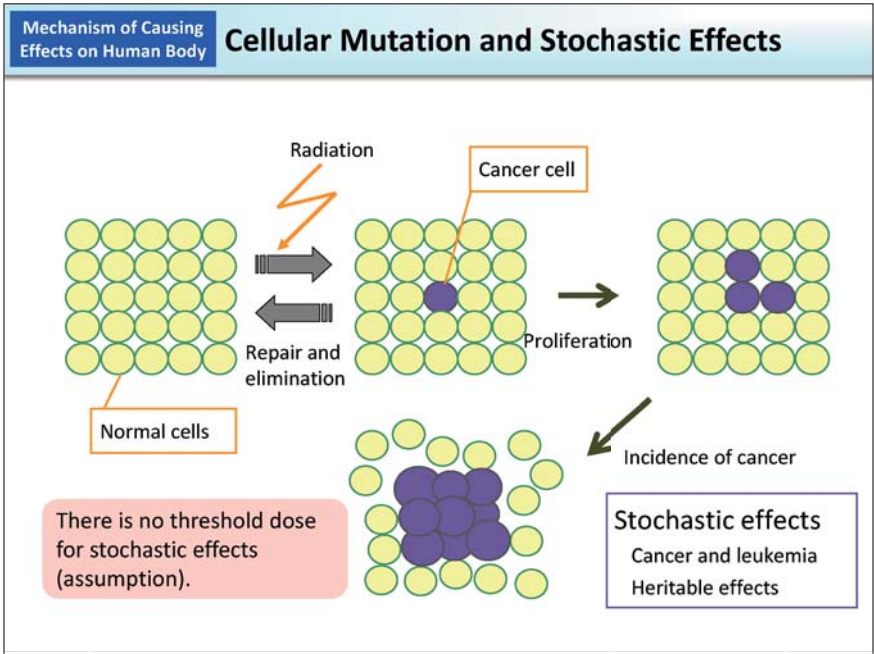 Mechanism of Causing
Effects on Human Body
Cellular Mutation and Stochastic Effects
Radiation
Cancer cell
Repair and
elimination
Proliferation
Normal cells
Incidence of cancer
There is no threshold dose
for stochastic effects
(assumption).
Stochastic effects
Cancer and leukemia
Heritable effects